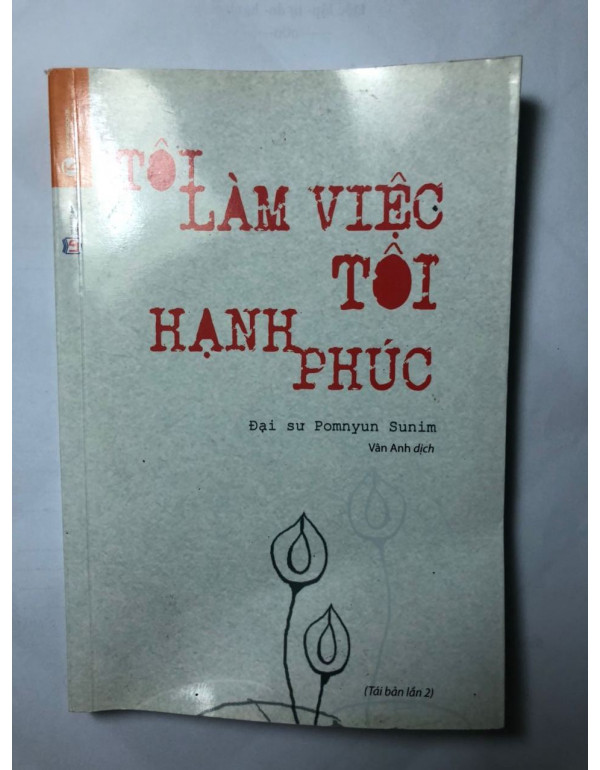 TÔI
LÀM VIỆC
TÔI
HẠNH
PHÚC
Đại sư Pomnyun Sunim
Vân Anh dịch
(Tái bản lần 2)